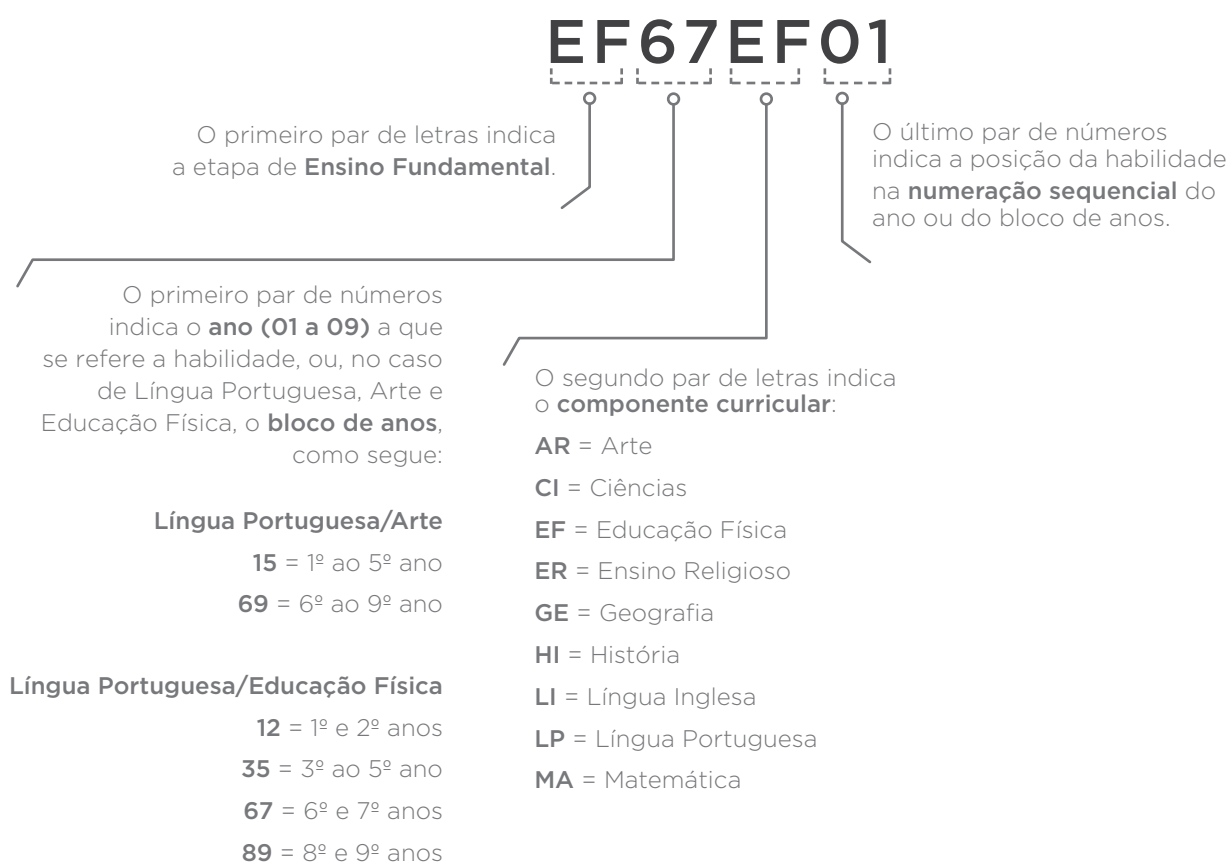 EF67EF01
O primeiro par de letras indica
a etapa de Ensino Fundamental.
O último par de números
indica a posição da habilidade
na numeração sequencial do
ano ou do bloco de anos.
O primeiro par de números
indica o ano (01 a 09) a que
se refere a habilidade, ou, no caso
de Língua Portuguesa, Arte e
Educação Física, o bloco de anos,
como segue:
Língua Portuguesa/Arte
15 = 1º ao 5º ano
69 = 6º ao 9º ano
Língua Portuguesa/Educação Física
12 = 1º e 2º anos
35 = 3º ao 5º ano
67 = 6º e 7º anos
89 = 8º e 9º anos
O segundo par de letras indica
o componente curricular:
AR = Arte
CI = Ciências
EF = Educação Física
ER = Ensino Religioso
GE = Geografia
HI = História
LI = Língua Inglesa
LP = Língua Portuguesa
MA = Matemática